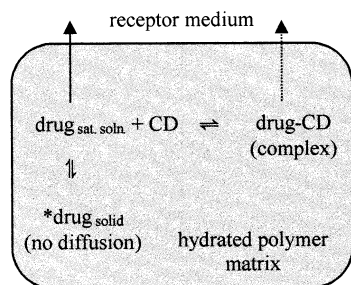 receptor medium
drug sat. soln. + CD ⇌ drug-CD
(complex)
⇌
*drug solid
(no diffusion)
hydrated polymer
matrix